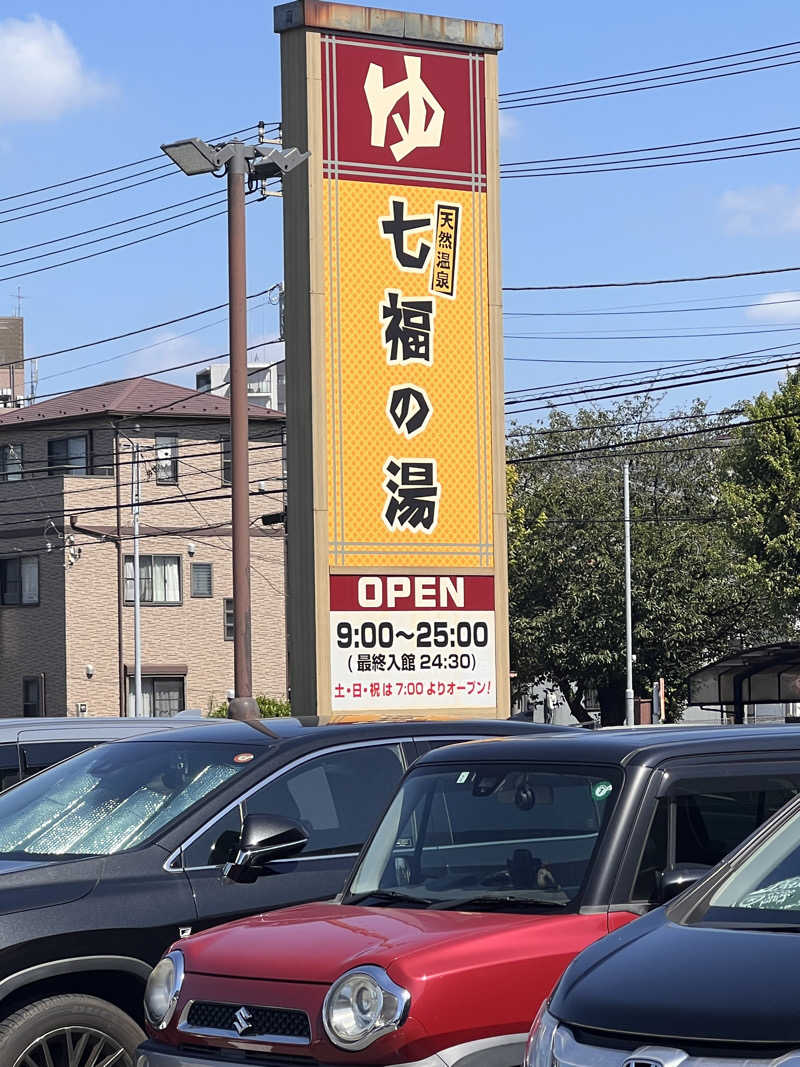 ゆ
天然温泉
七福の湯
OPEN
9:00〜25:00
(最終入館 24:30)
土・日・祝は 7:00 よりオープン!